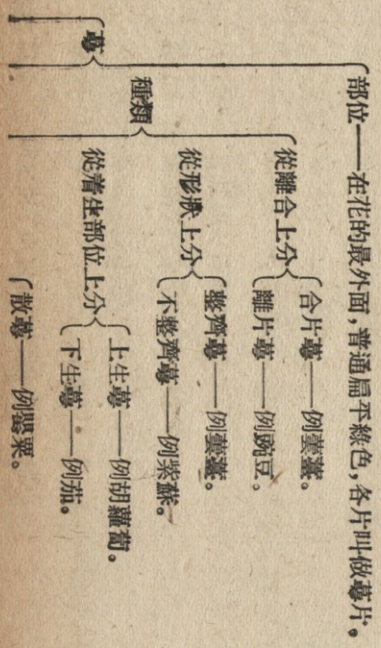 部位——在花的最外面，普通扁平綠色，各片叫做萼片。
萼
種類
從離合上分
合片萼——例雲薹。
離片萼——例豌豆。
從形狀上分
整齊萼——例雲薹。
不整齊萼——例紫蘇。
從着生部位上分
上生萼——例胡蘿蔔。
下生萼——例茄。
散萼——例罌粟。